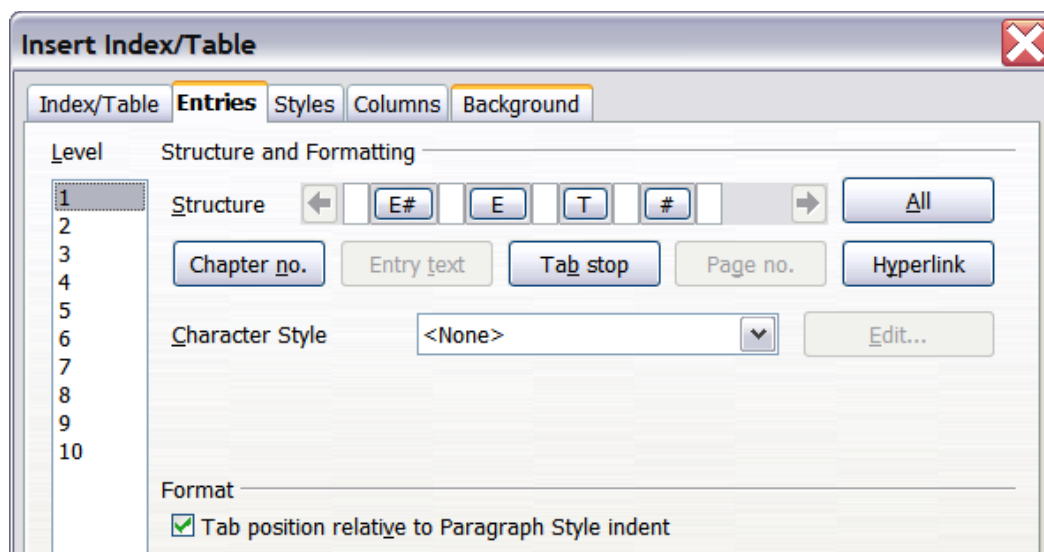 Insert Index/Table
Index/Table Entries Styles Columns Background
Level Structure and Formatting
1
Structure E# E T # All
2
3
Chapter no. Entry text Tab stop Page no. Hyperlink
4
5
6
Character Style <None> Edit...
7
8
9
10
Format
Tab position relative to Paragraph Style indent